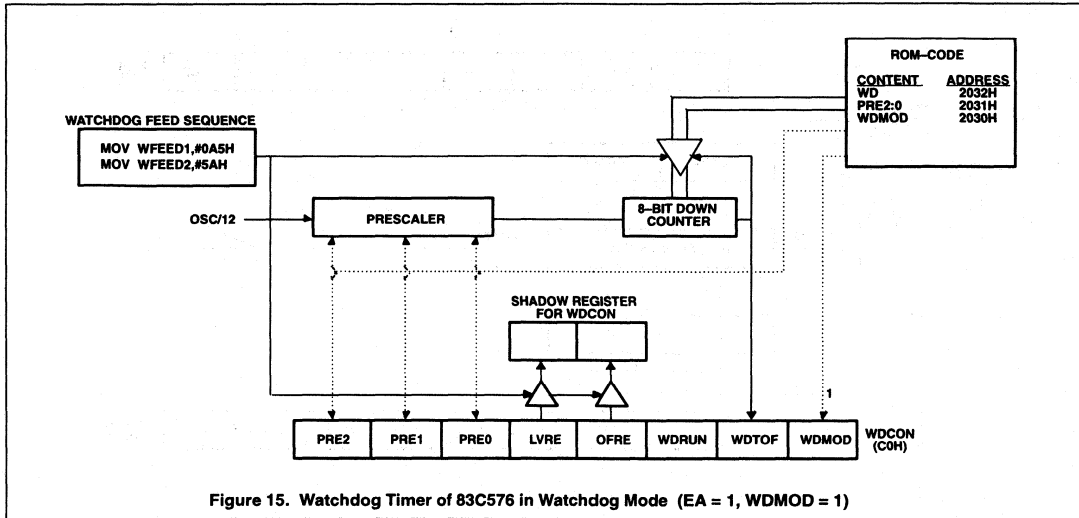 ROM–CODE
CONTENT ADDRESS
WD 2032H
PRE2:0 2031H
WDMOD 2030H
WATCHDOG FEED SEQUENCE
MOV WFEED1,#0A5H
MOV WFEED2,#5AH
OSC/12
PRESCALER
8–BIT DOWN
COUNTER
SHADOW REGISTER
FOR WDCON
1
PRE2 PRE1 PRE0 LVRE OFRE WDRUN WDTOF WDMOD
WDCON
(C0H)
Figure 15. Watchdog Timer of 83C576 in Watchdog Mode (EA = 1, WDMOD = 1)